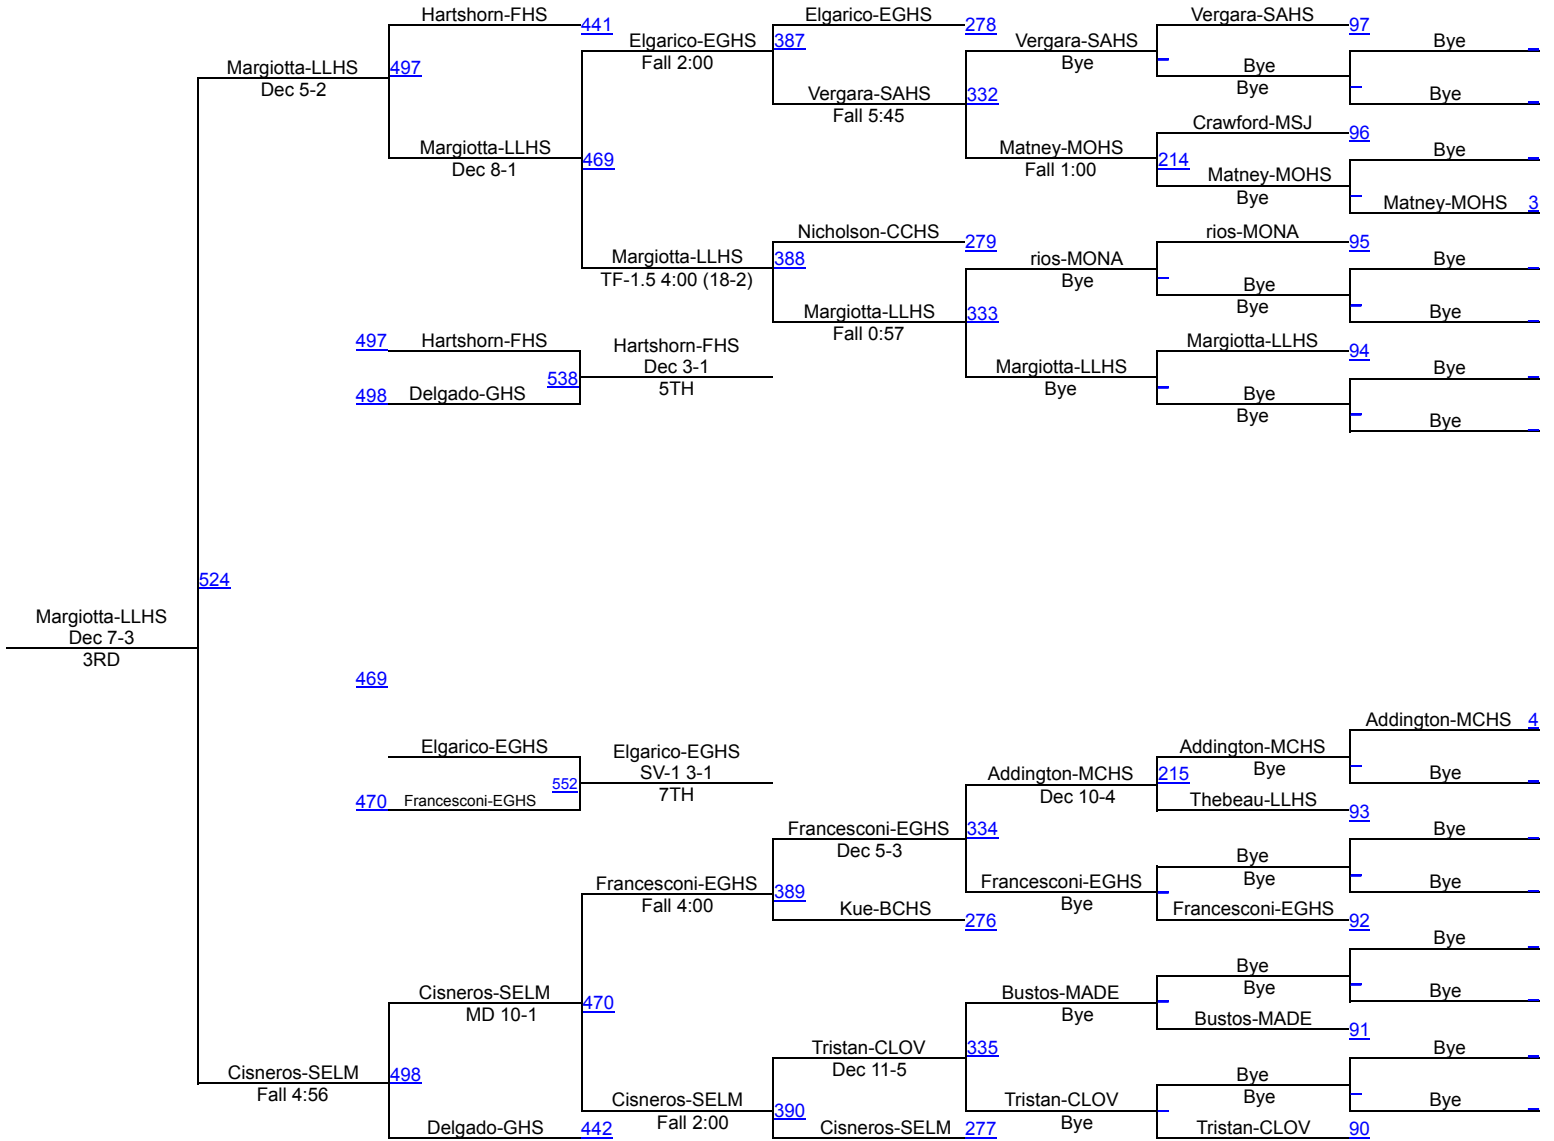 Hartshorn-FHS
441
Elgarico-EGHS
278
Vergara-SAHS
97
Elgarico-EGHS
387
Vergara-SAHS
Bye
Fall 2:00
Bye
Bye
Margiotta-LLHS
497
Bye
Dec 5-2
Vergara-SAHS
332
Bye
Fall 5:45
Crawford-MSJ
96
Margiotta-LLHS
469
Matney-MOHS
214
Bye
Dec 8-1
Fall 1:00
Matney-MOHS
Bye
Matney-MOHS
3
Nicholson-CCHS
279
rios-MONA
95
Margiotta-LLHS
388
rios-MONA
Bye
TF-1.5 4:00 (18-2)
Bye
Bye
Bye
Margiotta-LLHS
333
Bye
Fall 0:57
497
Hartshorn-FHS
Hartshorn-FHS
Margiotta-LLHS
94
Dec 3-1
Margiotta-LLHS
Bye
538
5TH
Bye
498
Delgado-GHS
Bye
Bye
Bye
524
Margiotta-LLHS
Dec 7-3
3RD
469
Addington-MCHS
4
Elgarico-EGHS
Elgarico-EGHS
Addington-MCHS
SV-1 3-1
Addington-MCHS
215
Bye
Bye
552
7TH
Dec 10-4
470
Francesconi-EGHS
Thebeau-LLHS
93
Francesconi-EGHS
334
Bye
Dec 5-3
Bye
Bye
Francesconi-EGHS
389
Francesconi-EGHS
Bye
Fall 4:00
Bye
Kue-BCHS
276
Francesconi-EGHS
92
Bye
Bye
Bye
Cisneros-SELM
470
Bustos-MADE
Bye
MD 10-1
Bye
Bustos-MADE
91
Tristan-CLOV
335
Bye
Dec 11-5
Cisneros-SELM
498
Bye
Bye
Fall 4:56
Cisneros-SELM
390
Tristan-CLOV
Bye
Fall 2:00
Bye
Delgado-GHS
442
Cisneros-SELM
277
Tristan-CLOV
90